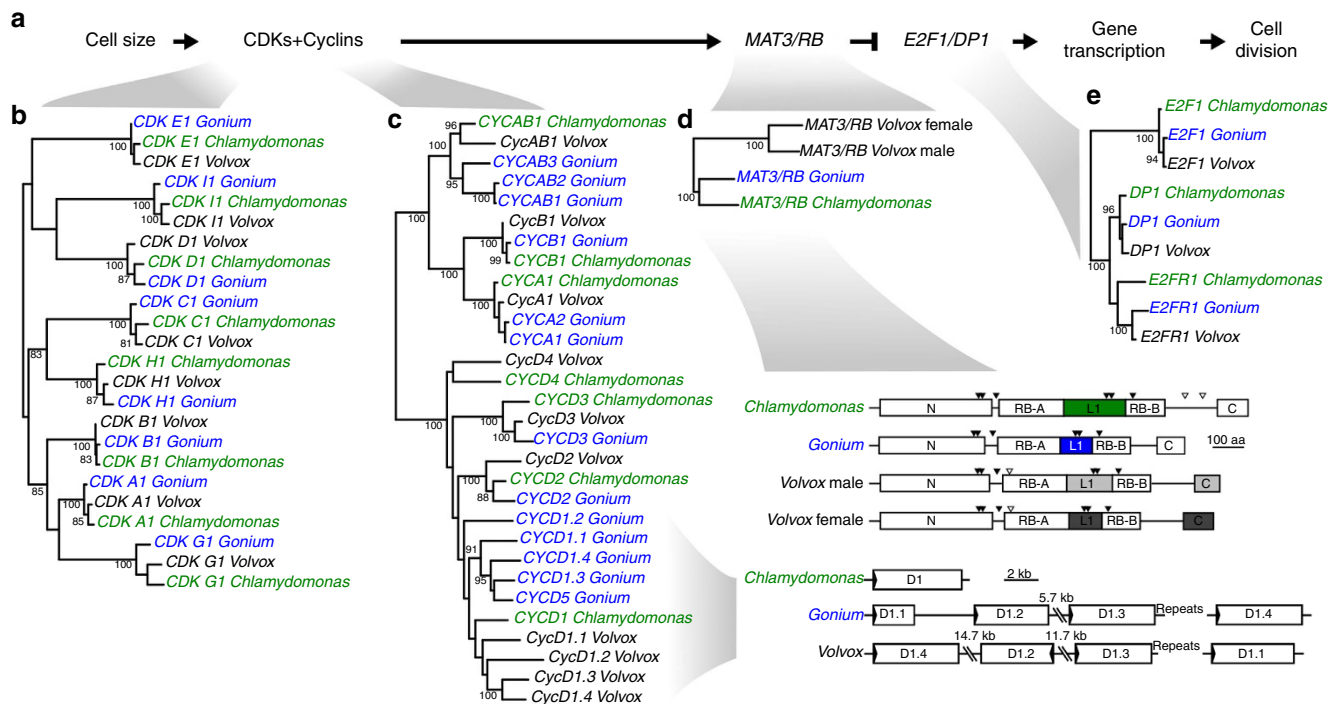 a
Cell size
CDKs+Cyclins
MAT3/RB
E2F1/DP1
Gene
transcription
Cell
division
b
CDK E1 Gonium
CDK E1 Chlamydomonas
100
CDK E1 Volvox
CDK I1 Gonium
CDK I1 Chlamydomonas
100
100
CDK I1 Volvox
CDK D1 Volvox
CDK D1 Chlamydomonas
100
87
CDK D1 Gonium
CDK C1 Gonium
CDK C1 Chlamydomonas
100
81
CDK C1 Volvox
83
CDK H1 Chlamydomonas
CDK H1 Volvox
100
87
CDK H1 Gonium
CDK B1 Volvox
CDK B1 Gonium
100
83
CDK B1 Chlamydomonas
85
CDK A1 Gonium
CDK A1 Volvox
100
85
CDK A1 Chlamydomonas
CDK G1 Gonium
100
CDK G1 Volvox
CDK G1 Chlamydomonas
c
96
CYCAB1 Chlamydomonas
CycAB1 Volvox
CYCAB3 Gonium
95
CYCAB2 Gonium
100
CYCAB1 Gonium
100
CycB1 Volvox
CYCB1 Gonium
100
99
CYCB1 Chlamydomonas
100
CYCA1 Chlamydomonas
CycA1 Volvox
100
CYCA2 Gonium
CYCA1 Gonium
CycD4 Volvox
CYCD4 Chlamydomonas
CYCD3 Chlamydomonas
CycD3 Volvox
100
100
CYCD3 Gonium
CycD2 Volvox
100
CYCD2 Chlamydomonas
88
CYCD2 Gonium
CYCD1.2 Gonium
CYCD1.1 Gonium
91
CYCD1.4 Gonium
95
CYCD1.3 Gonium
CYCD5 Gonium
CYCD1 Chlamydomonas
CycD1.1 Volvox
CycD1.2 Volvox
CycD1.3 Volvox
100
CycD1.4 Volvox
d
MAT3/RB Volvox female
100
MAT3/RB Volvox male
MAT3/RB Gonium
100
MAT3/RB Chlamydomonas
e
E2F1 Chlamydomonas
100
E2F1 Gonium
94
E2F1 Volvox
DP1 Chlamydomonas
96
DP1 Gonium
DP1 Volvox
100
E2FR1 Chlamydomonas
E2FR1 Gonium
100
E2FR1 Volvox
Chlamydomonas
N
RB-A
L1
RB-B
C
Gonium
N
RB-A
L1
RB-B
C
100 aa
Volvox male
N
RB-A
L1
RB-B
C
Volvox female
N
RB-A
L1
RB-B
C
Chlamydomonas
D1
2 kb
5.7 kb
Gonium
D1.1
D1.2
D1.3
Repeats
D1.4
14.7 kb
11.7 kb
Volvox
D1.4
D1.2
D1.3
Repeats
D1.1